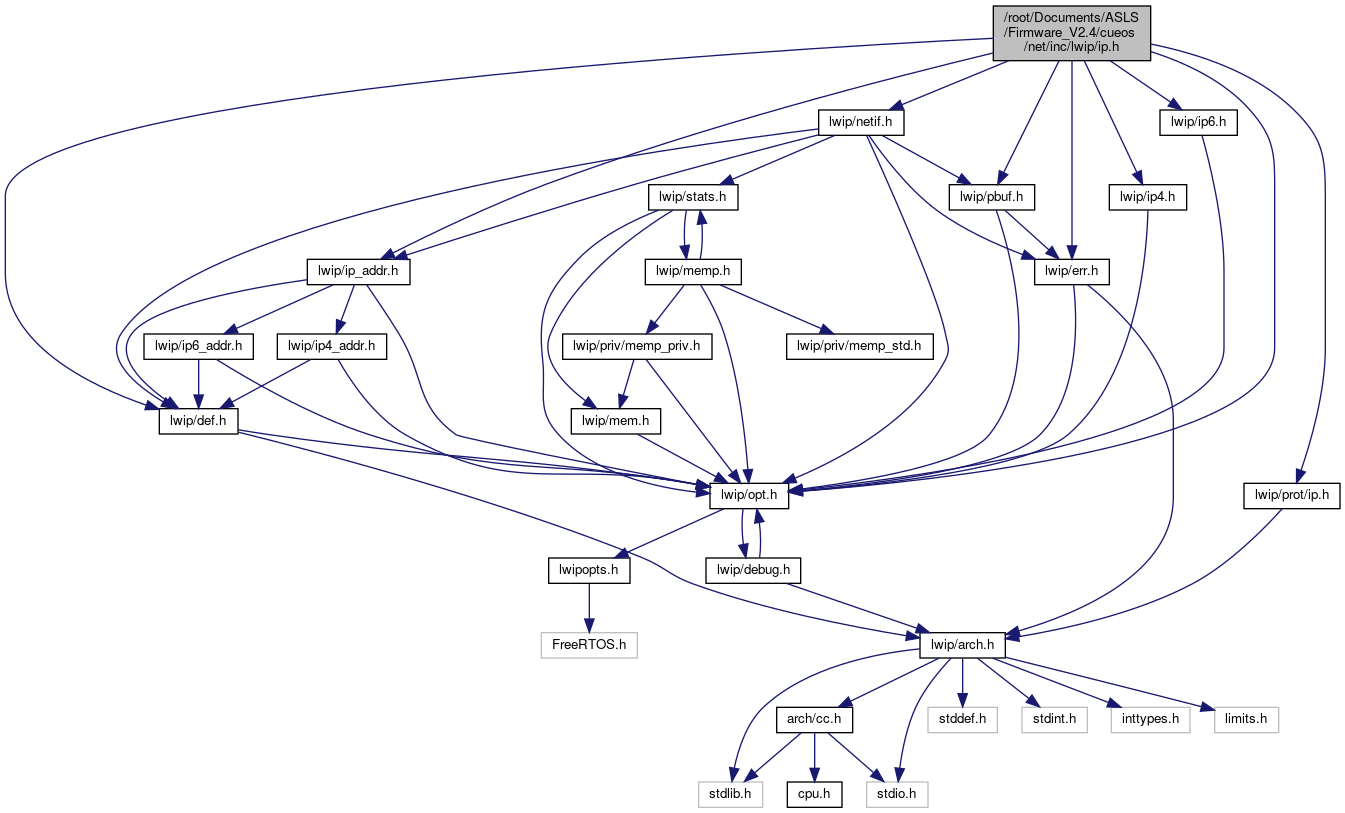 /root/Documents/ASLS
/Firmware_V2.4/cueos
/net/inc/lwip/ip.h
lwip/netif.h
lwip/ip6.h
lwip/stats.h
lwip/pbuf.h
lwip/ip4.h
lwip/ip_addr.h
lwip/memp.h
lwip/err.h
lwip/ip6_addr.h
lwip/ip4_addr.h
lwip/priv/memp_priv.h
lwip/priv/memp_std.h
lwip/def.h
lwip/mem.h
lwip/opt.h
lwip/prot/ip.h
lwipopts.h
lwip/debug.h
FreeRTOS.h
lwip/arch.h
arch/cc.h
stddef.h
stdint.h
inttypes.h
limits.h
stdlib.h
cpu.h
stdio.h